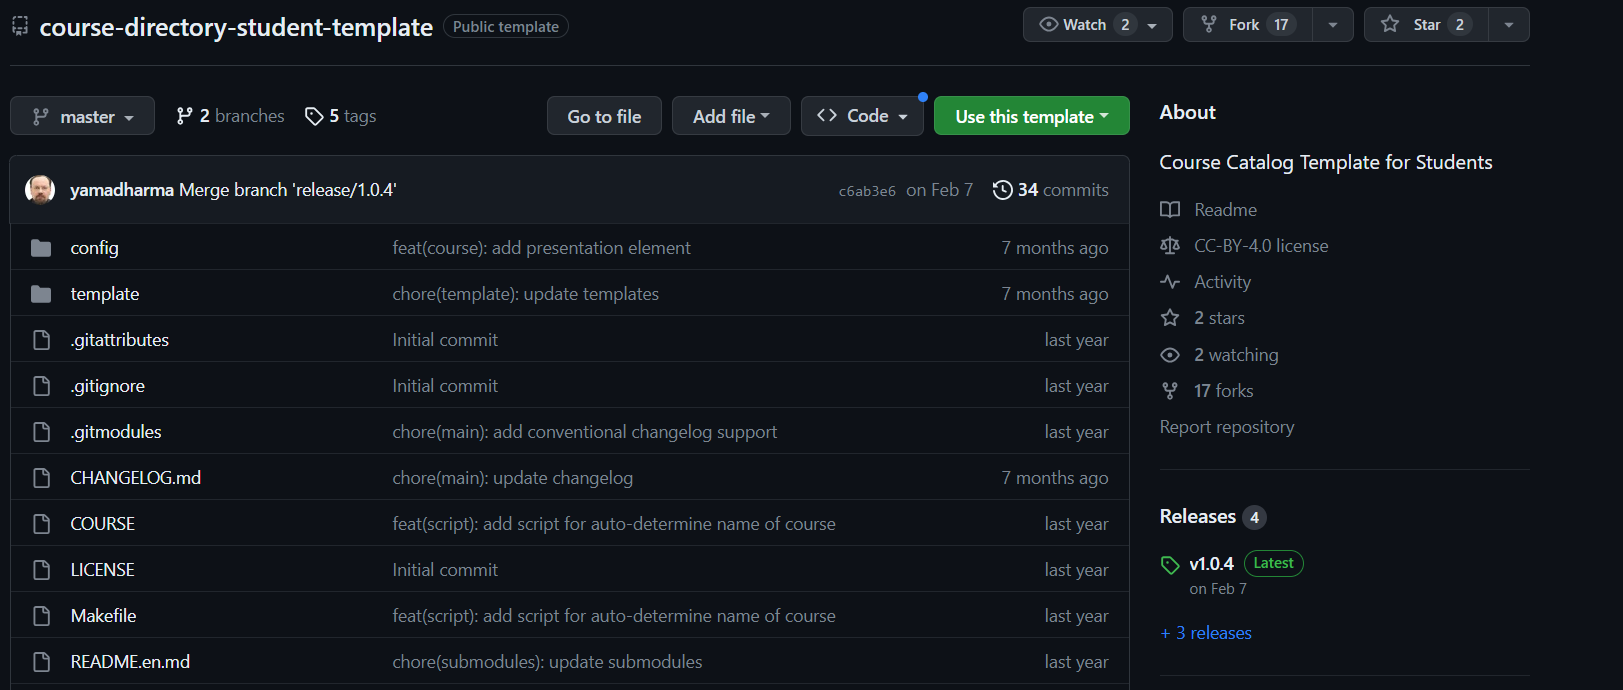 course-directory-student-template Public template Watch 2 Fork 17 Star 2
master 2 branches 5 tags Go to file Add file Code Use this template
yamadharma Merge branch 'release/1.0.4' c6ab3e6 on Feb 7 34 commits
config feat(course): add presentation element 7 months ago
template chore(template): update templates 7 months ago
.gitattributes Initial commit last year
.gitignore Initial commit last year
.gitmodules chore(main): add conventional changelog support last year
CHANGELOG.md chore(main): update changelog 7 months ago
COURSE feat(script): add script for auto-determine name of course last year
LICENSE Initial commit last year
Makefile feat(script): add script for auto-determine name of course last year
README.en.md chore(submodules): update submodules last year
About
Course Catalog Template for Students
Readme
CC-BY-4.0 license
Activity
2 stars
2 watching
17 forks
Report repository
Releases 4
v1.0.4 Latest
on Feb 7
+ 3 releases